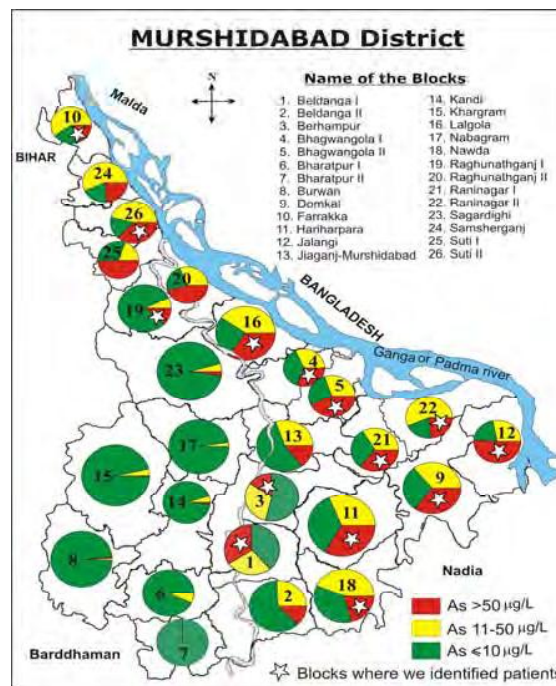 MURSHIDABAD District
Name of the Blocks
1. Beldanga I
2. Beldanga II
3. Berhampur
4. Bhagwangola I
5. Bhagwangola II
6. Bharatpur I
7. Bharatpur II
8. Burwan
9. Domkal
10. Farrakka
11. Hariharpara
12. Jalangi
13. Jiaganj-Murshidabad
14. Kandi
15. Khargram
16. Lalgola
17. Nabagram
18. Nawda
19. Raghunathganj I
20. Raghunathganj II
21. Raninagar I
22. Raninagar II
23. Sagardighi
24. Samsherganj
25. Suti I
26. Suti II
N
Malda
10
BIHAR
24
26
25
20
19
BANGLADESH
16
Ganga or Padma river
23
4
5
22
13
21
12
17
15
9
14
3
11
8
1
Nadia
6
2
18
As >50 µg/L
As 11-50 µg/L
As ⩽10 µg/L
Barddhaman
7
Blocks where we identified patient